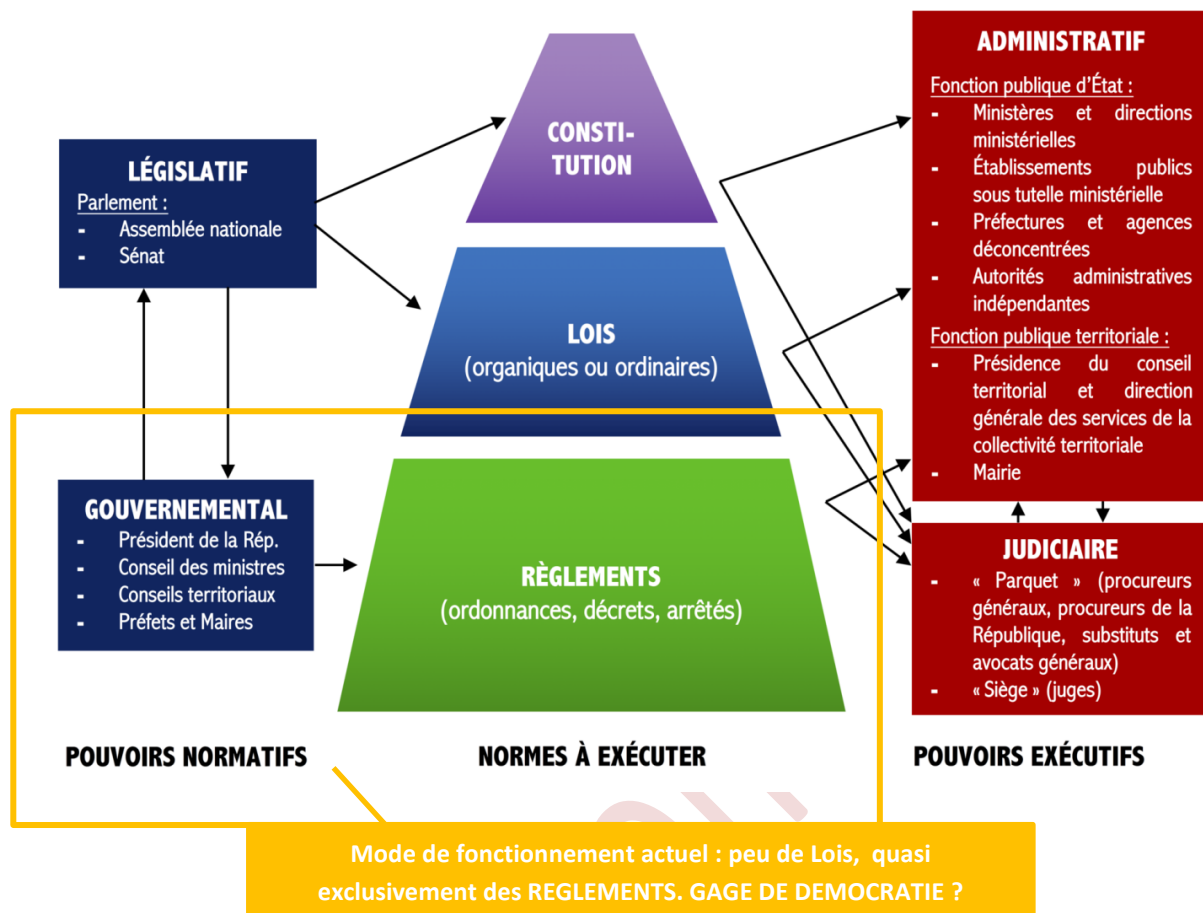 LÉGISLATIF
Parlement :
- Assemblée nationale
- Sénat
GOUVERNEMENTAL
- Président de la Rép.
- Conseil des ministres
- Conseils territoriaux
- Préfets et Maires
POUVOIRS NORMATIFS
CONSTI-
TUTION
LOIS
(organiques ou ordinaires)
RÈGLEMENTS
(ordonnances, décrets, arrêtés)
NORMES À EXÉCUTER
ADMINISTRATIF
Fonction publique d'État :
- Ministères et directions
ministérielles
- Établissements publics
sous tutelle ministérielle
- Préfectures et agences
déconcentrées
- Autorités administratives
indépendantes
Fonction publique territoriale :
- Présidence du conseil
territorial et direction
générale des services de la
collectivité territoriale
- Mairie
JUDICIAIRE
- « Parquet » (procureurs
généraux, procureurs de la
République, substituts et
avocats généraux)
- « Siège » (juges)
POUVOIRS EXÉCUTIFS
Mode de fonctionnement actuel : peu de Lois, quasi
exclusivement des REGLEMENTS. GAGE DE DEMOCRATIE ?